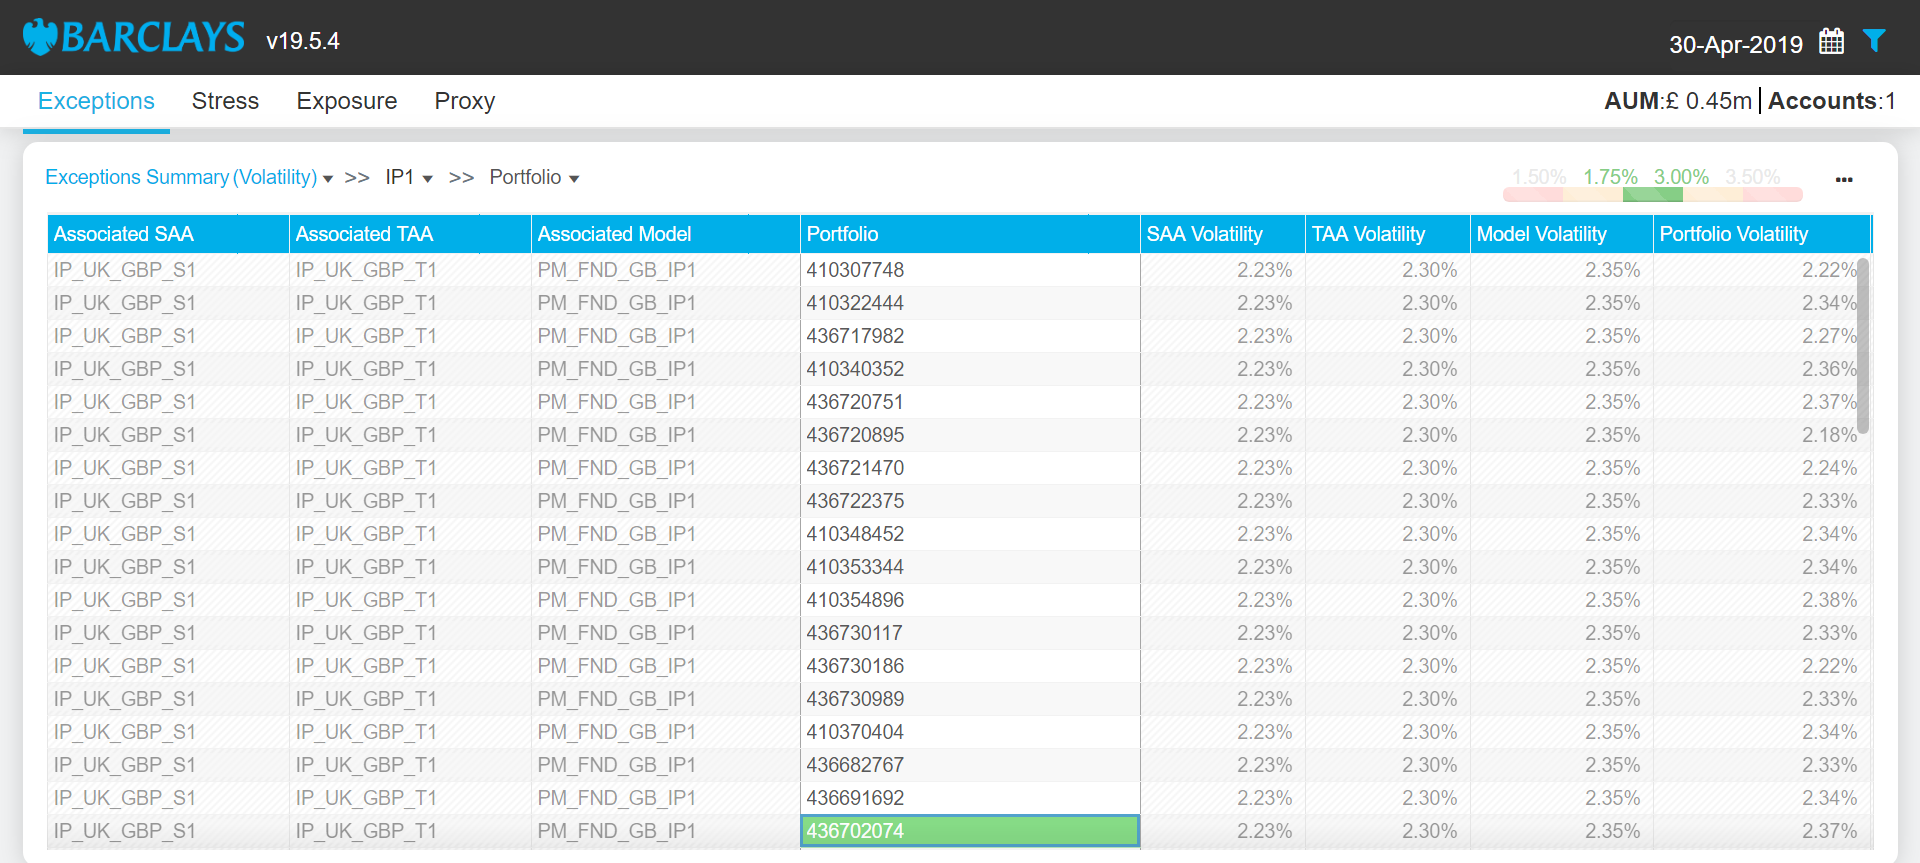 BARCLAYS v19.5.4 30-Apr-2019
Exceptions Stress Exposure Proxy AUM:£ 0.45m Accounts:1
Exceptions Summary (Volatility) >> IP1 >> Portfolio 1.50% 1.75% 3.00% 3.50% ...
Associated SAA Associated TAA Associated Model Portfolio SAA Volatility TAA Volatility Model Volatility Portfolio Volatility
IP_UK_GBP_S1 IP_UK_GBP_T1 PM_FND_GB_IP1 410307748 2.23% 2.30% 2.35% 2.22%
IP_UK_GBP_S1 IP_UK_GBP_T1 PM_FND_GB_IP1 410322444 2.23% 2.30% 2.35% 2.34%
IP_UK_GBP_S1 IP_UK_GBP_T1 PM_FND_GB_IP1 436717982 2.23% 2.30% 2.35% 2.27%
IP_UK_GBP_S1 IP_UK_GBP_T1 PM_FND_GB_IP1 410340352 2.23% 2.30% 2.35% 2.36%
IP_UK_GBP_S1 IP_UK_GBP_T1 PM_FND_GB_IP1 436720751 2.23% 2.30% 2.35% 2.37%
IP_UK_GBP_S1 IP_UK_GBP_T1 PM_FND_GB_IP1 436720895 2.23% 2.30% 2.35% 2.18%
IP_UK_GBP_S1 IP_UK_GBP_T1 PM_FND_GB_IP1 436721470 2.23% 2.30% 2.35% 2.24%
IP_UK_GBP_S1 IP_UK_GBP_T1 PM_FND_GB_IP1 436722375 2.23% 2.30% 2.35% 2.33%
IP_UK_GBP_S1 IP_UK_GBP_T1 PM_FND_GB_IP1 410348452 2.23% 2.30% 2.35% 2.34%
IP_UK_GBP_S1 IP_UK_GBP_T1 PM_FND_GB_IP1 410353344 2.23% 2.30% 2.35% 2.34%
IP_UK_GBP_S1 IP_UK_GBP_T1 PM_FND_GB_IP1 410354896 2.23% 2.30% 2.35% 2.38%
IP_UK_GBP_S1 IP_UK_GBP_T1 PM_FND_GB_IP1 436730117 2.23% 2.30% 2.35% 2.33%
IP_UK_GBP_S1 IP_UK_GBP_T1 PM_FND_GB_IP1 436730186 2.23% 2.30% 2.35% 2.22%
IP_UK_GBP_S1 IP_UK_GBP_T1 PM_FND_GB_IP1 436730989 2.23% 2.30% 2.35% 2.33%
IP_UK_GBP_S1 IP_UK_GBP_T1 PM_FND_GB_IP1 410370404 2.23% 2.30% 2.35% 2.34%
IP_UK_GBP_S1 IP_UK_GBP_T1 PM_FND_GB_IP1 436682767 2.23% 2.30% 2.35% 2.33%
IP_UK_GBP_S1 IP_UK_GBP_T1 PM_FND_GB_IP1 436691692 2.23% 2.30% 2.35% 2.34%
IP_UK_GBP_S1 IP_UK_GBP_T1 PM_FND_GB_IP1 436702074 2.23% 2.30% 2.35% 2.37%